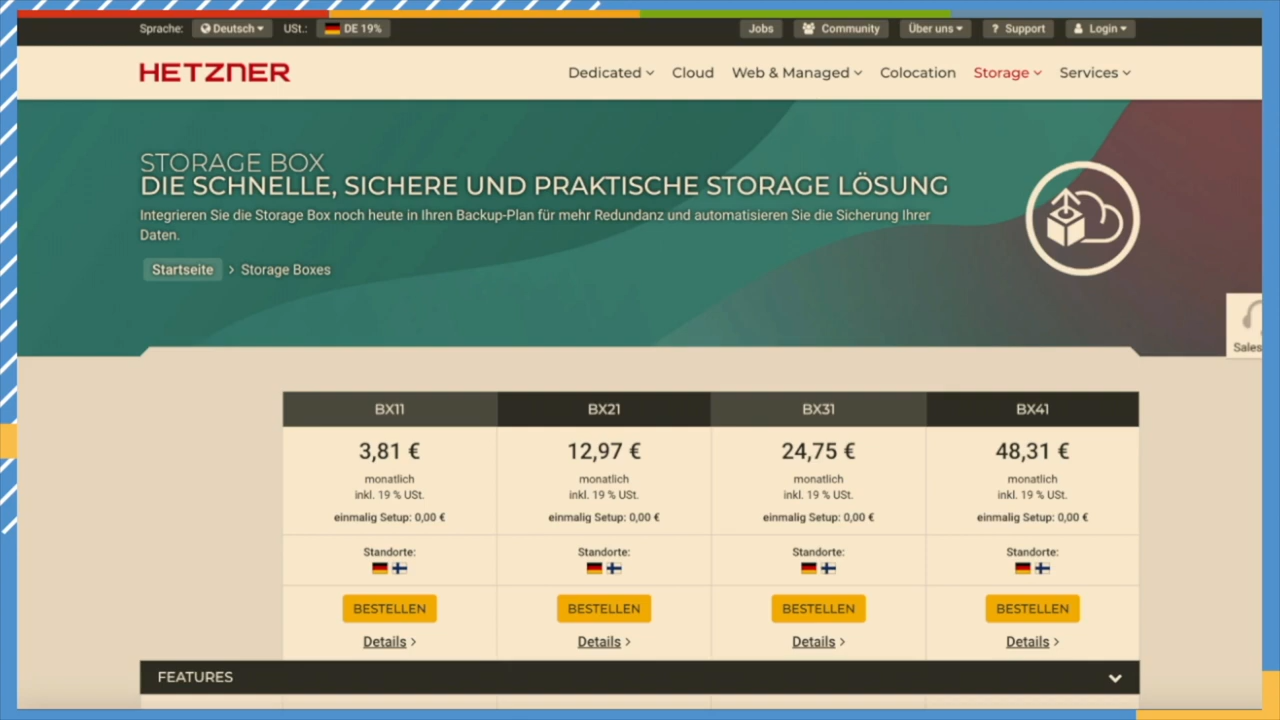 Sprache: Deutsch USt.: DE 19% Jobs Community Über uns ? Support Login
HETZNER Dedicated Cloud Web & Managed Colocation Storage Services
STORAGE BOX
DIE SCHNELLE, SICHERE UND PRAKTISCHE STORAGE LÖSUNG
Integrieren Sie die Storage Box noch heute in Ihren Backup-Plan für mehr Redundanz und automatisieren Sie die Sicherung Ihrer
Daten.
Startseite > Storage Boxes
Sales
BX11 BX21 BX31 BX41
3,81 € 12,97 € 24,75 € 48,31 €
monatlich monatlich monatlich monatlich
inkl. 19 % USt. inkl. 19 % USt. inkl. 19 % USt. inkl. 19 % USt.
einmalig Setup: 0,00 € einmalig Setup: 0,00 € einmalig Setup: 0,00 € einmalig Setup: 0,00 €
Standorte: Standorte: Standorte: Standorte:
BESTELLEN BESTELLEN BESTELLEN BESTELLEN
Details > Details > Details > Details >
FEATURES